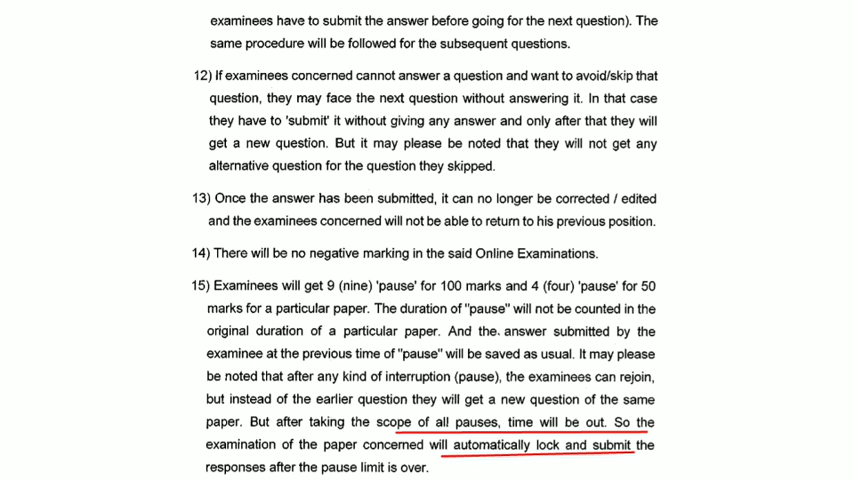 examinees have to submit the answer before going for the next question). The
same procedure will be followed for the subsequent questions.
12) If examinees concerned cannot answer a question and want to avoid/skip that
question, they may face the next question without answering it. In that case
they have to 'submit' it without giving any answer and only after that they will
get a new question. But it may please be noted that they will not get any
alternative question for the question they skipped.
13) Once the answer has been submitted, it can no longer be corrected / edited
and the examinees concerned will not be able to return to his previous position.
14) There will be no negative marking in the said Online Examinations.
15) Examinees will get 9 (nine) 'pause' for 100 marks and 4 (four) 'pause' for 50
marks for a particular paper. The duration of "pause" will not be counted in the
original duration of a particular paper. And the answer submitted by the
examinee at the previous time of "pause" will be saved as usual. It may please
be noted that after any kind of interruption (pause), the examinees can rejoin,
but instead of the earlier question they will get a new question of the same
paper. But after taking the scope of all pauses, time will be out. So the
examination of the paper concerned will automatically lock and submit the
responses after the pause limit is over.